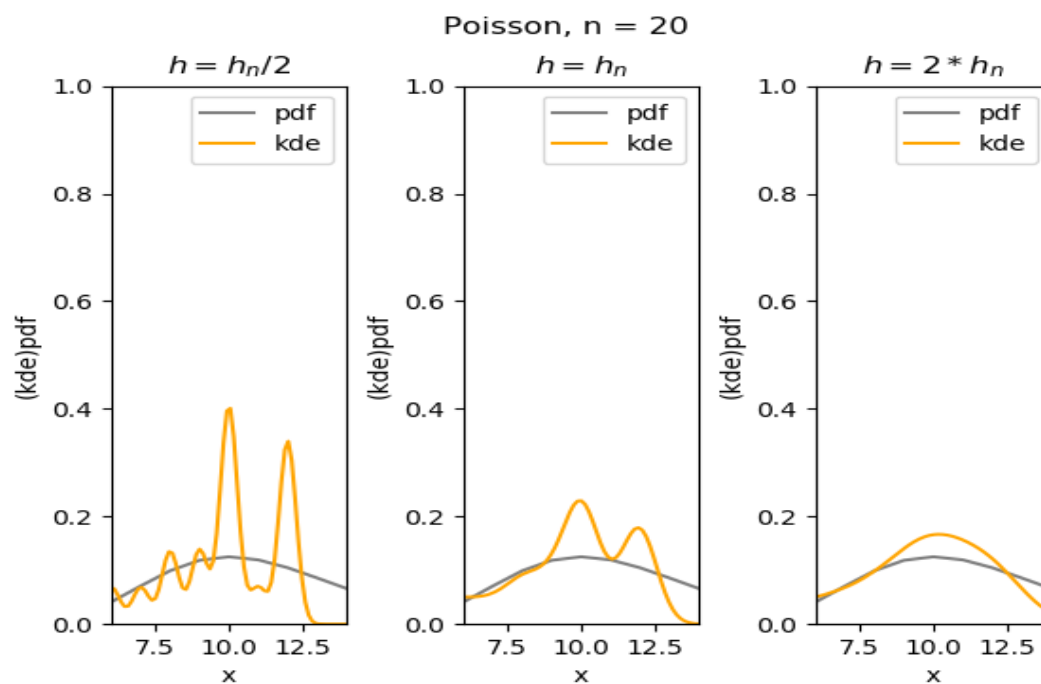 Poisson, n = 20
h = hₙ/2
1.0
0.8
0.6
0.4
0.2
0.0
(kde)pdf
pdf
kde
7.5 10.0 12.5
x
h = hₙ
1.0
0.8
0.6
0.4
0.2
0.0
(kde)pdf
pdf
kde
7.5 10.0 12.5
x
h = 2 * hₙ
1.0
0.8
0.6
0.4
0.2
0.0
(kde)pdf
pdf
kde
7.5 10.0 12.5
x